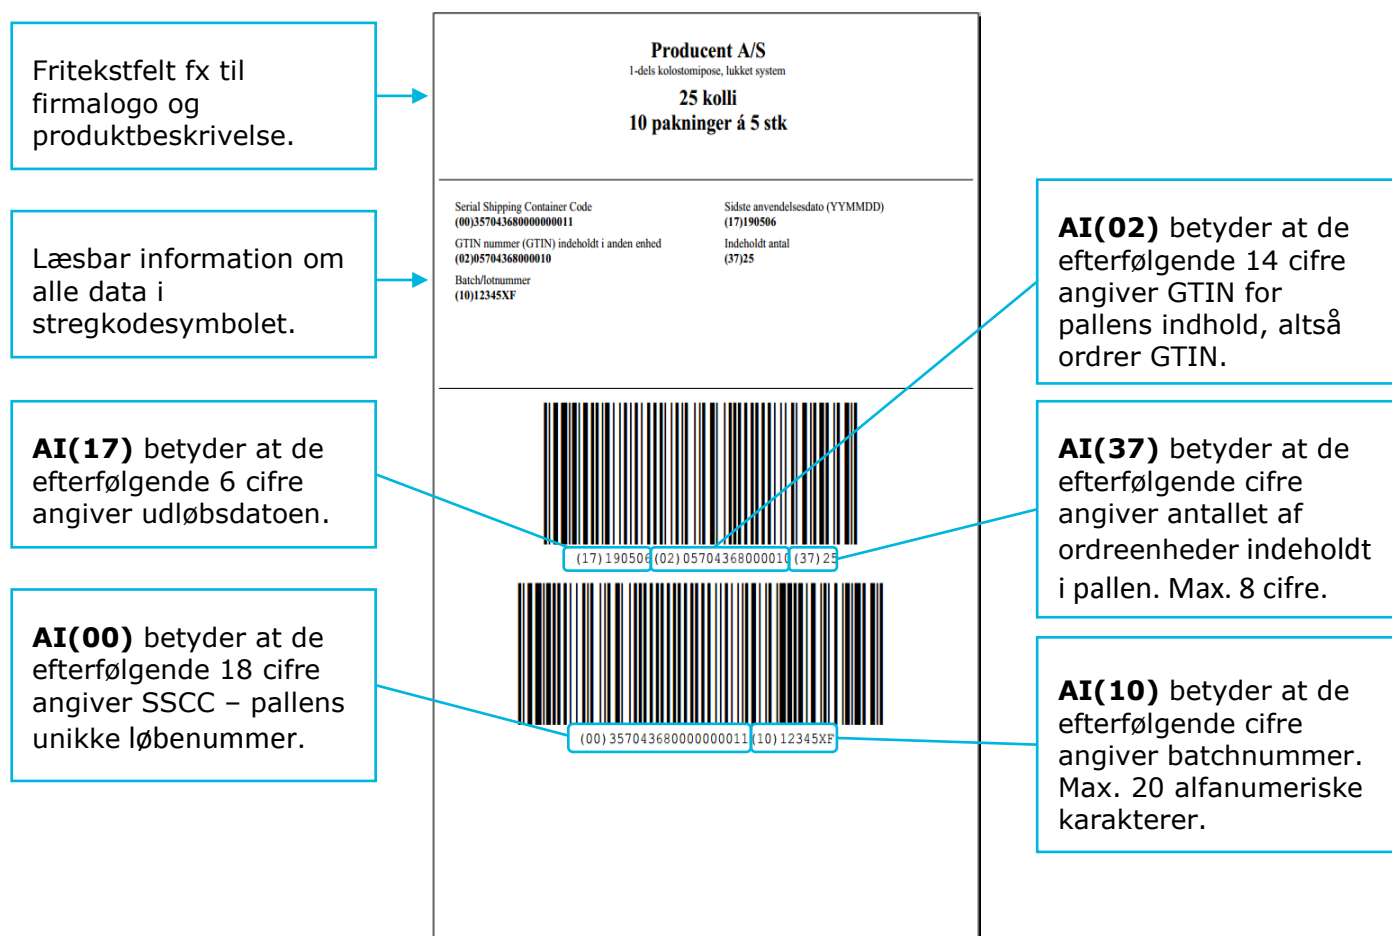 Fritekstfelt fx til
firmalogo og
produktbeskrivelse.
Læsbar information om
alle data i
stregkodesymbolet.
AI(17) betyder at de
efterfølgende 6 cifre
angiver udløbsdatoen.
AI(00) betyder at de
efterfølgende 18 cifre
angiver SSCC – pallens
unikke løbenummer.
Producent A/S
1-dels kolostomipose, lukket system
25 kolli
10 pakninger á 5 stk
Serial Shipping Container Code
(00)357043680000000011
GTIN nummer (GTIN) indeholdt i anden enhed
(02)05704368000010
Batch/lotnummer
(10)12345XF
Sidste anvendelsesdato (YYMMDD)
(17)190506
Indeholdt antal
(37)25
(17)190506(02)05704368000010(37)25
(00)357043680000000011(10)12345XF
AI(02) betyder at de
efterfølgende 14 cifre
angiver GTIN for
pallens indhold, altså
ordrer GTIN.
AI(37) betyder at de
efterfølgende cifre
angiver antallet af
ordreenheder indeholdt
i pallen. Max. 8 cifre.
AI(10) betyder at de
efterfølgende cifre
angiver batchnummer.
Max. 20 alfanumeriske
karakterer.